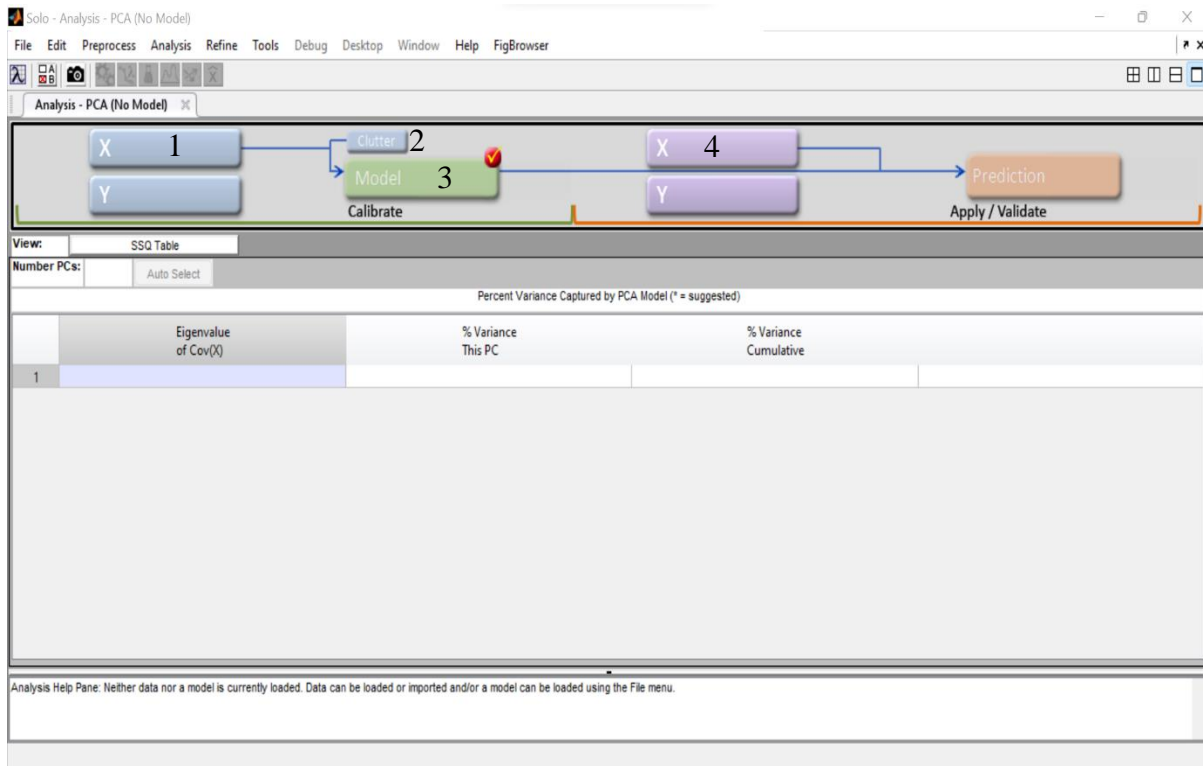 Solo - Analysis - PCA (No Model)
File Edit Preprocess Analysis Refine Tools Debug Desktop Window Help FigBrowser
Analysis - PCA (No Model)
X 1 Clutter 2 X 4
Model 3 Prediction
Y Y
Calibrate Apply / Validate
View: SSQ Table
Number PCs: Auto Select
Percent Variance Captured by PCA Model (* = suggested)
Eigenvalue % Variance % Variance
of Cov(X) This PC Cumulative
1
Analysis Help Pane: Neither data nor a model is currently loaded. Data can be loaded or imported and/or a model can be loaded using the File menu.